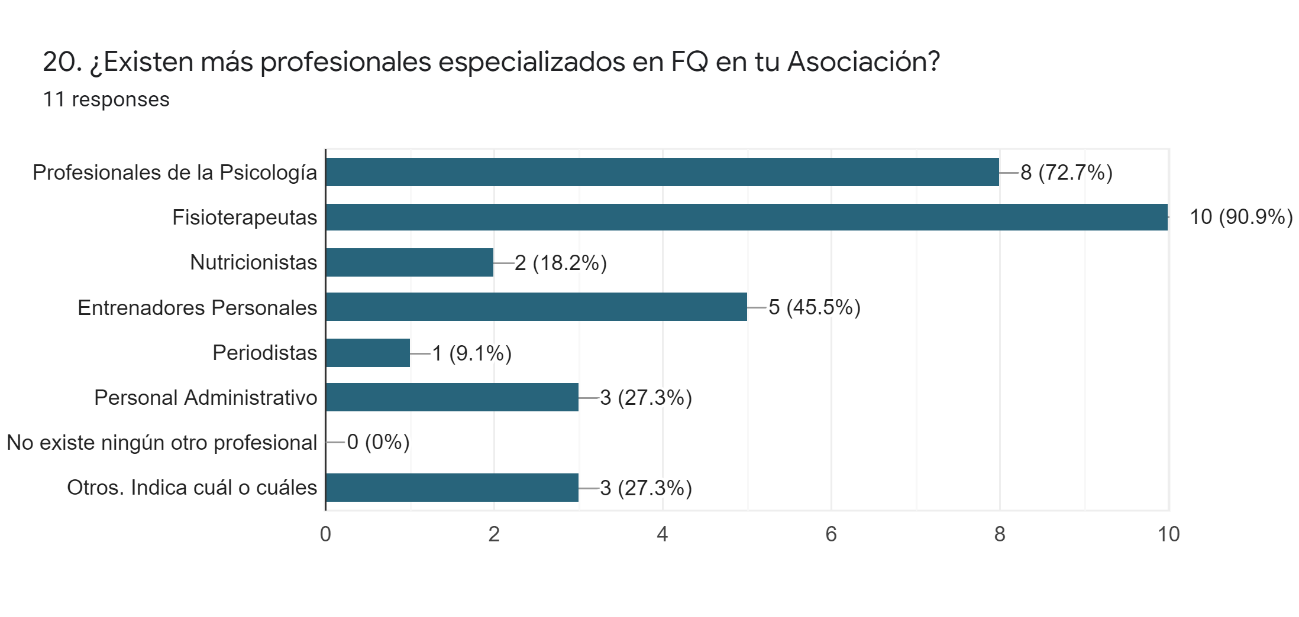 20. ¿Existen más profesionales especializados en FQ en tu Asociación?
11 responses
Profesionales de la Psicología 8 (72.7%)
Fisioterapeutas 10 (90.9%)
Nutricionistas 2 (18.2%)
Entrenadores Personales 5 (45.5%)
Periodistas 1 (9.1%)
Personal Administrativo 3 (27.3%)
No existe ningún otro profesional 0 (0%)
Otros. Indica cuál o cuáles 3 (27.3%)
0 2 4 6 8 10